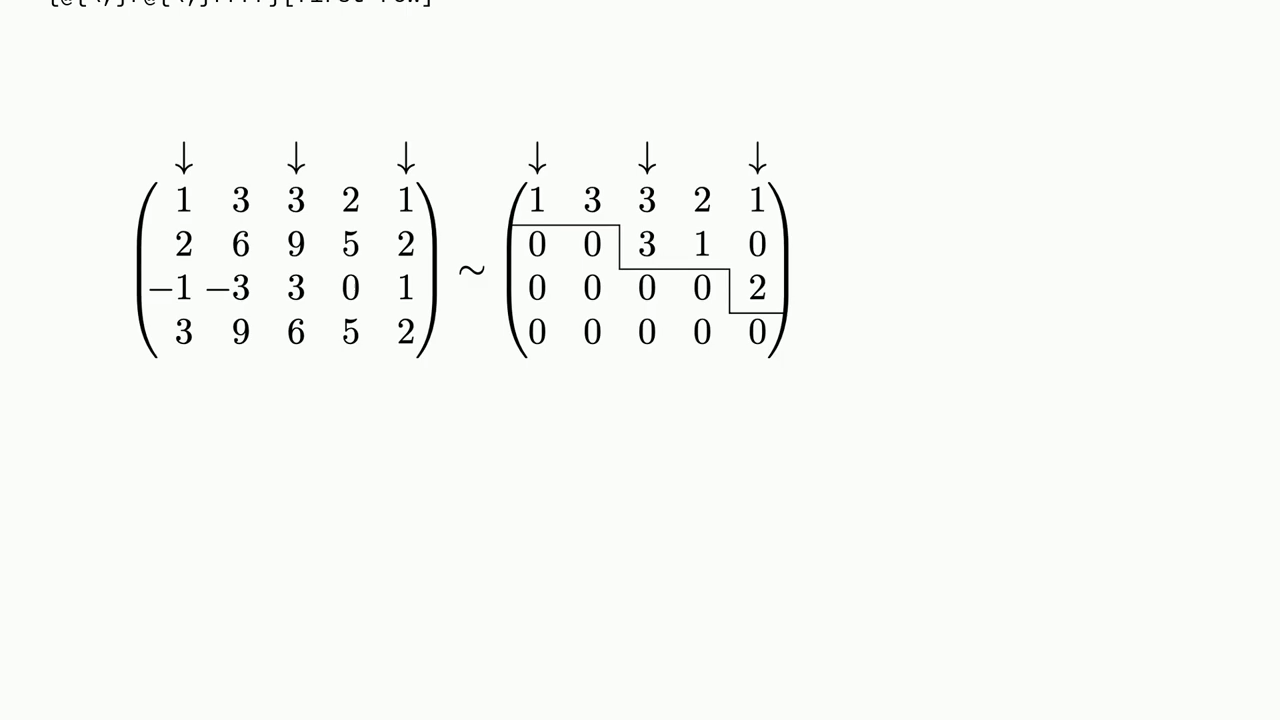 ↓ ↓ ↓ ↓ ↓ ↓
1 3 3 2 1 1 3 3 2 1
2 6 9 5 2 0 0 3 1 0
∼
−1 −3 3 0 1 0 0 0 0 2
3 9 6 5 2 0 0 0 0 0